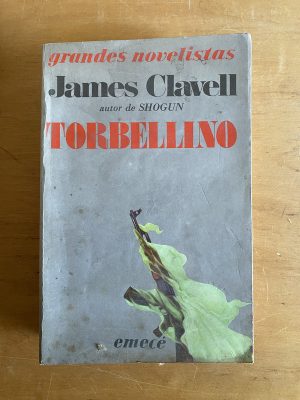 grandes novelistas
James Clavell
autor de SHOGUN
TORBELLINO
emecé